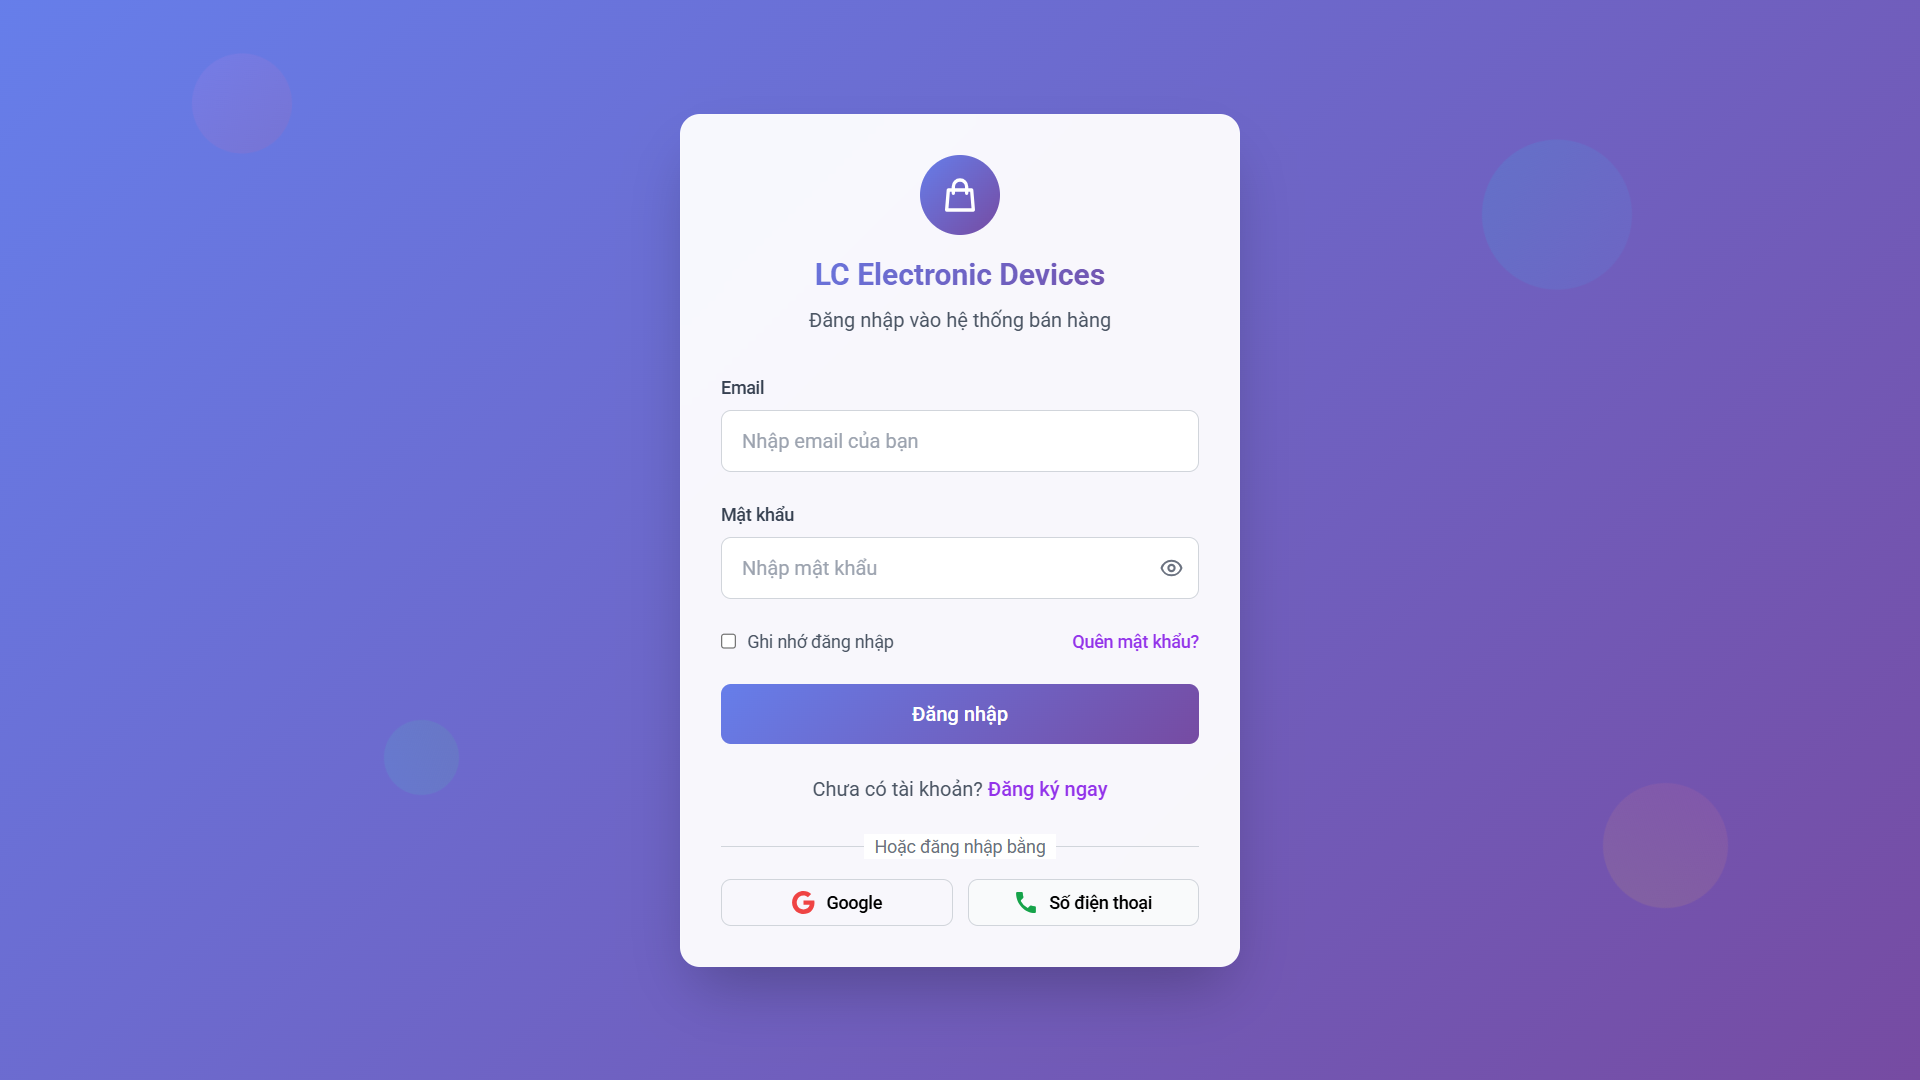 LC Electronic Devices
Đăng nhập vào hệ thống bán hàng
Email
Nhập email của bạn
Mật khẩu
Nhập mật khẩu
Ghi nhớ đăng nhập
Quên mật khẩu?
Đăng nhập
Chưa có tài khoản? Đăng ký ngay
Hoặc đăng nhập bằng
Google
Số điện thoại